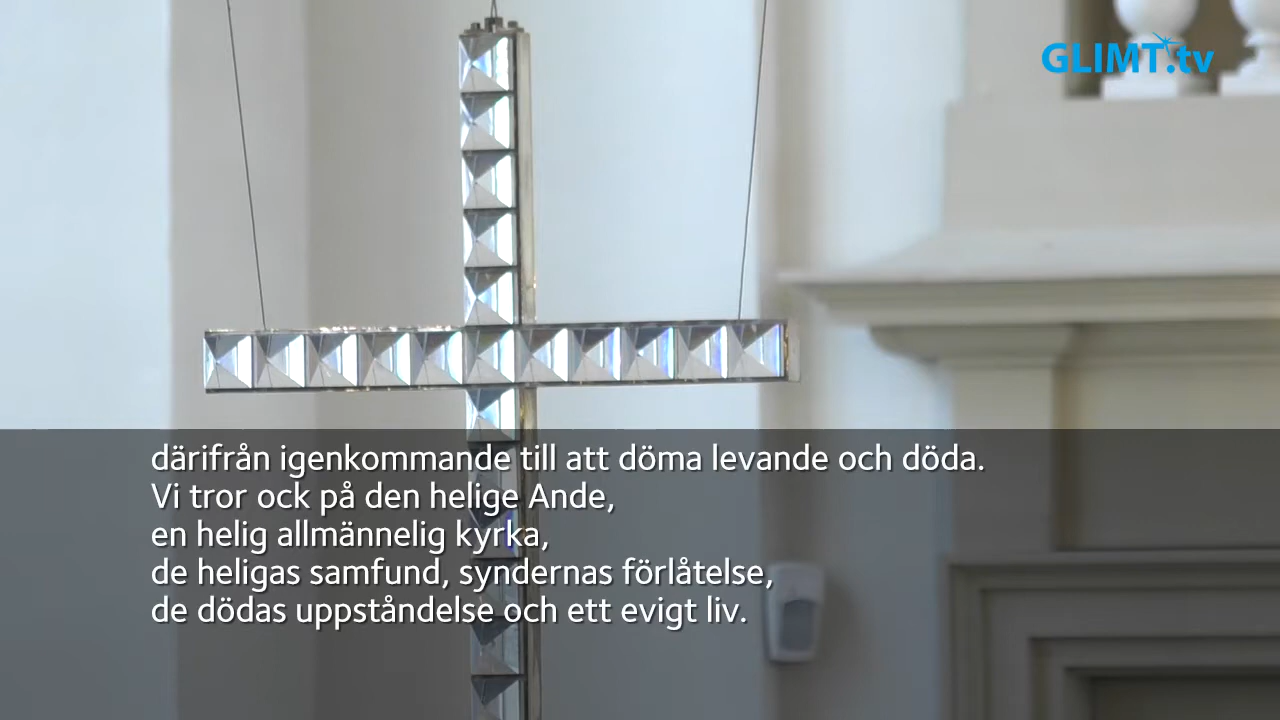 GLIMT.tv
därifrån igenkommande till att döma levande och döda.
Vi tror ock på den helige Ande,
en helig allmännelig kyrka,
de heligas samfund, syndernas förlåtelse,
de dödas uppståndelse och ett evigt liv.